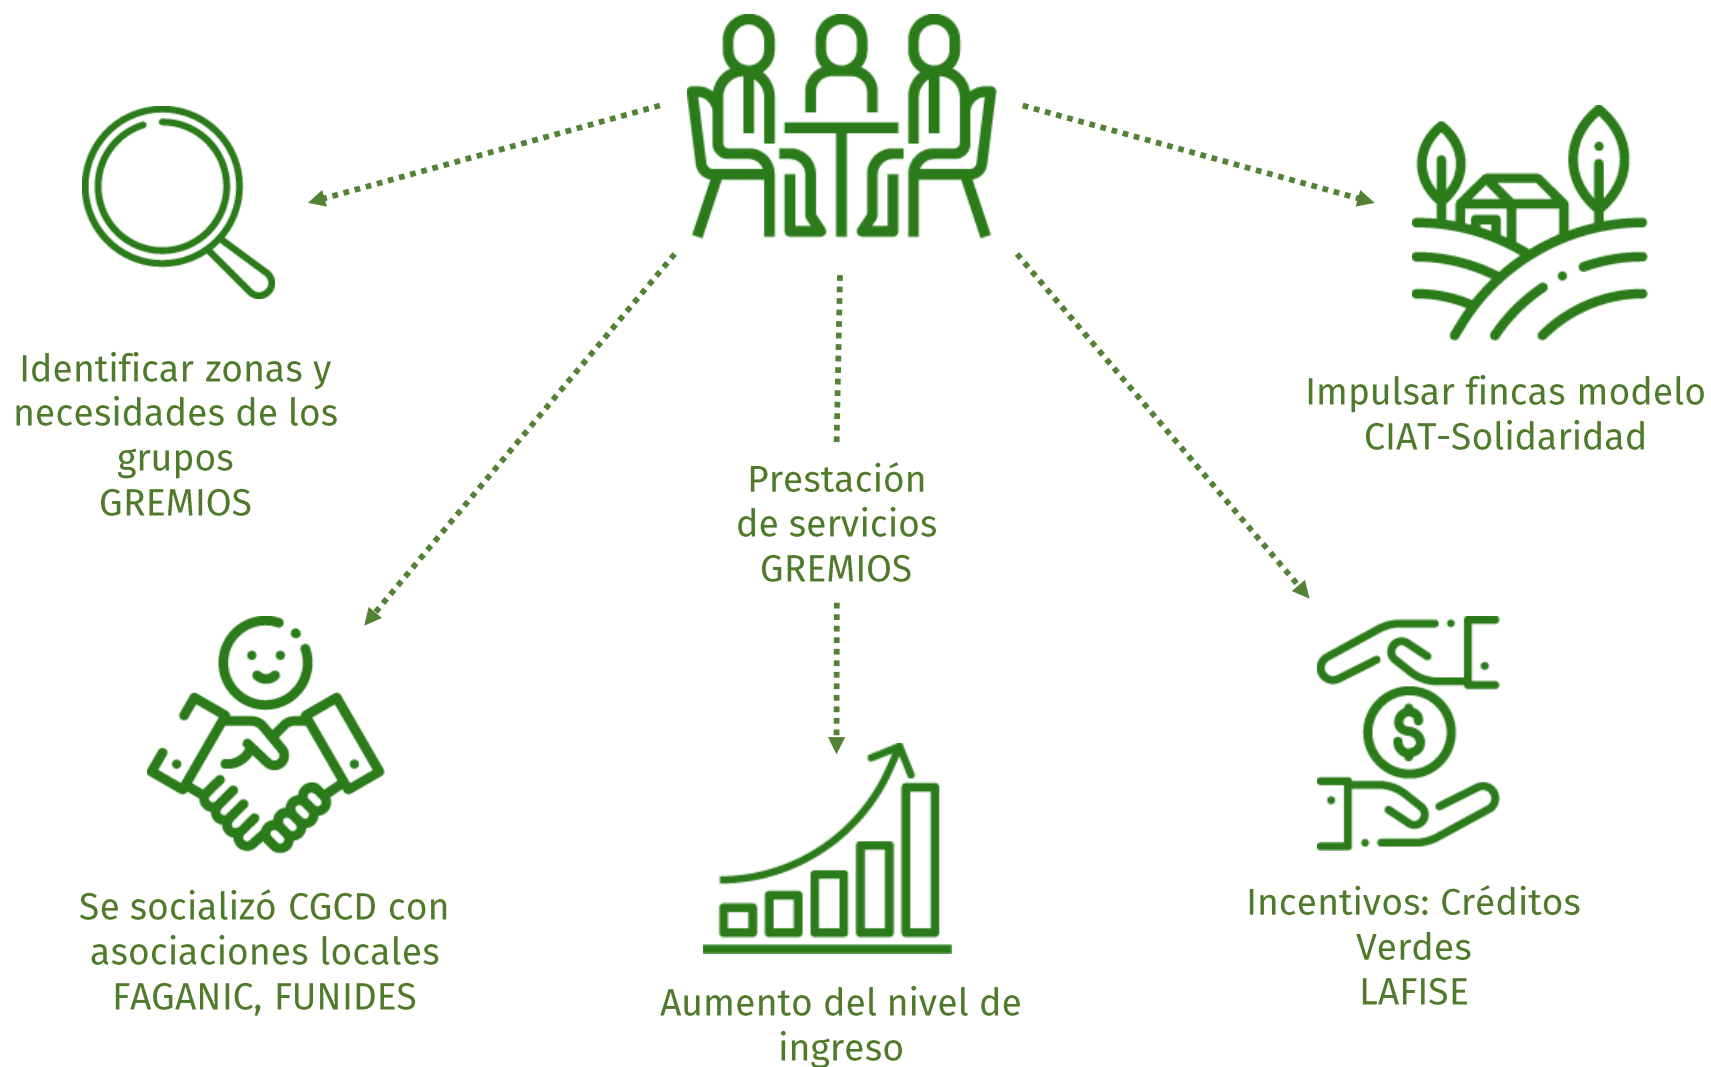 Identificar zonas y
necesidades de los
grupos
GREMIOS
Impulsar fincas modelo
CIAT-Solidaridad
Prestación
de servicios
GREMIOS
Se socializó CGCD con
asociaciones locales
FAGANIC, FUNIDES
Aumento del nivel de
ingreso
Incentivos: Créditos
Verdes
LAFISE